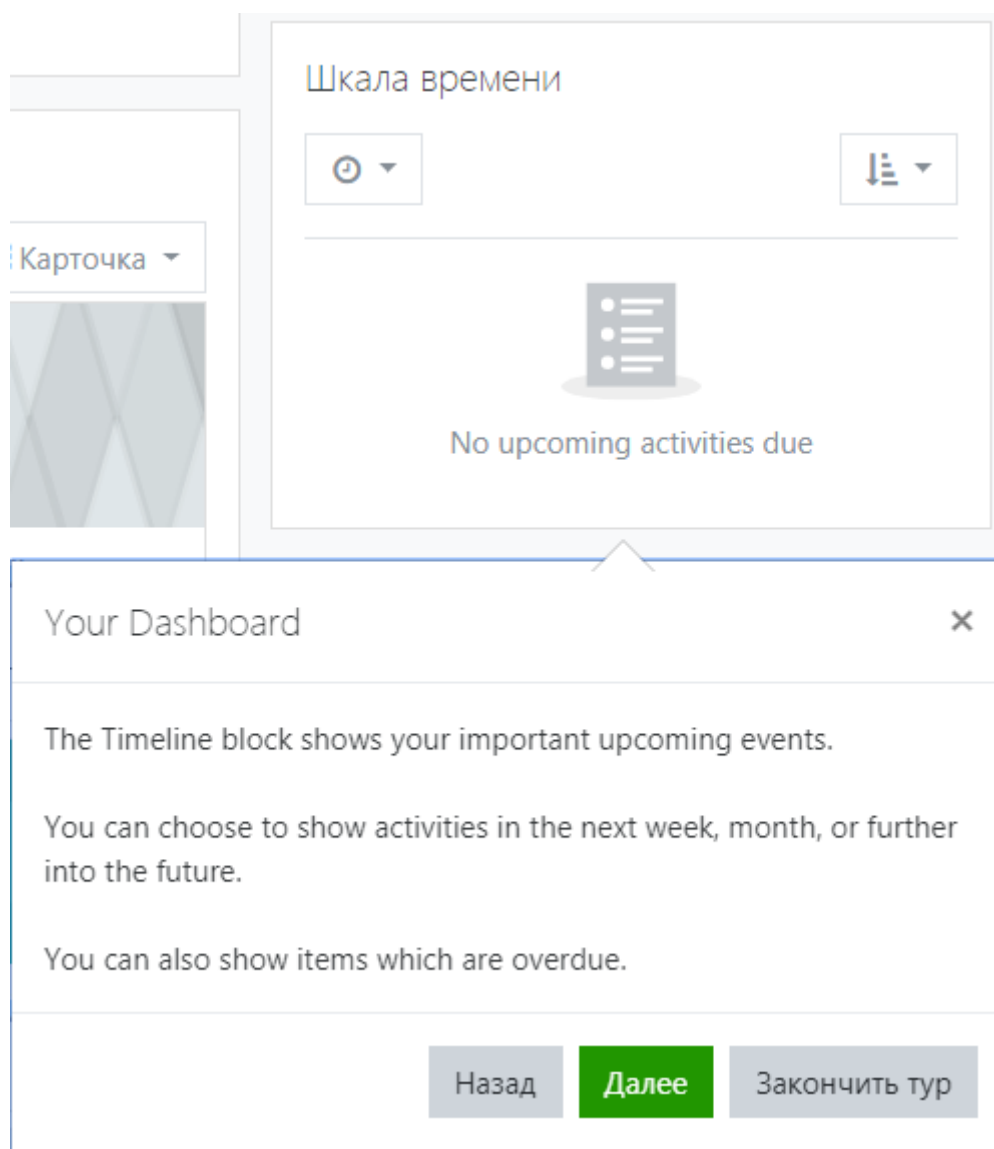 Шкала времени
Карточка
No upcoming activities due
Your Dashboard
The Timeline block shows your important upcoming events.
You can choose to show activities in the next week, month, or further
into the future.
You can also show items which are overdue.
Назад Далее Закончить тур